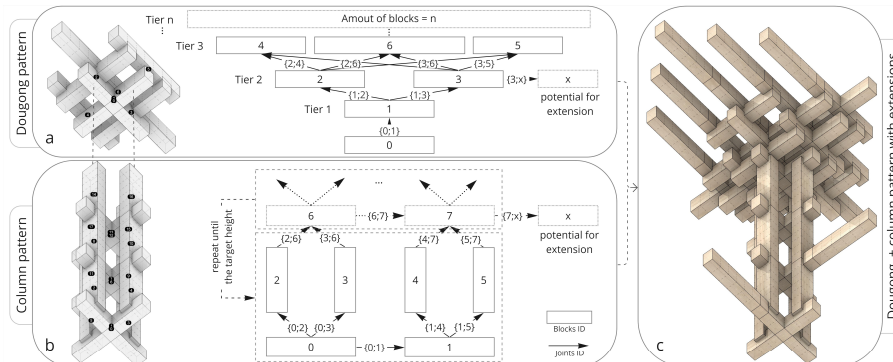 Dougong pattern
a
Tier n
Amout of blocks = n
...
...
Tier 3
4
6
5
{2;4}
{2;6}
{3;6}
{3;5}
Tier 2
2
3
{3;x}
x
potential for
extension
{1;2}
{1;3}
Tier 1
1
{0;1}
0
Column pattern
b
repeat until
the target height
...
6
{6;7}
7
{7;x}
x
potential for
extension
{2;6}
{3;6}
{4;7}
{5;7}
2
3
4
5
{0;2}
{0;3}
{1;4}
{1;5}
0
{0:1}
1
Blocks ID
Joints ID
c
Dougong + column pattern with extensions